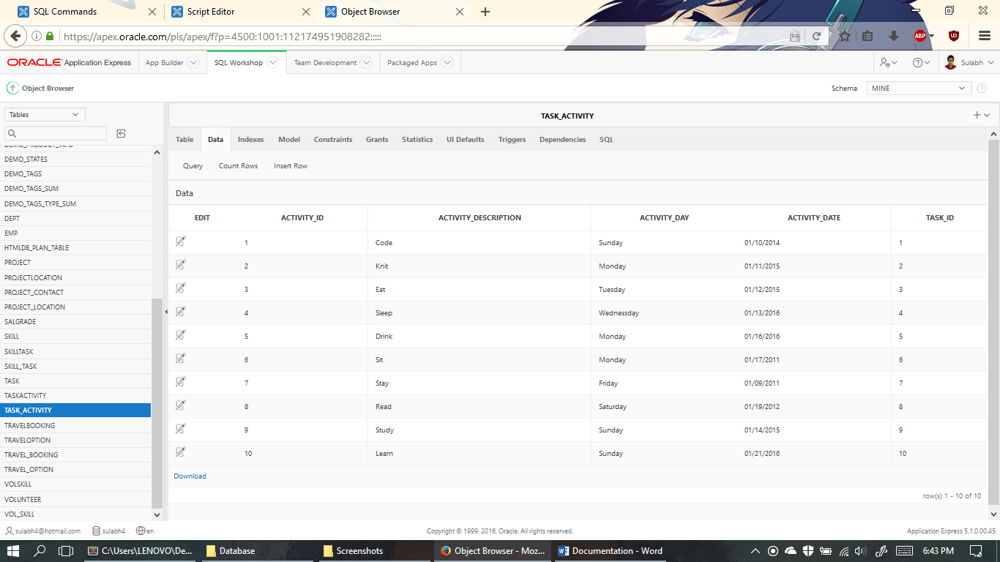 SQL Commands
Script Editor
Object Browser
https://apex.oracle.com/pls/apex/f?p=4500:1001:112174951908282:::::
ABP
ORACLE Application Express
App Builder
SQL Workshop
Team Development
Packaged Apps
Sulabh
Object Browser
Schema
MINE
Tables
TASK_ACTIVITY
Table Data Indexes Model Constraints Grants Statistics UI Defaults Triggers Dependencies SQL
Query Count Rows Insert Row
Data
DEMO_PRODUCT_INFO
DEMO_STATES
DEMO_TAGS
DEMO_TAGS_SUM
DEMO_TAGS_TYPE_SUM
DEPT
EMP
HTMLDB_PLAN_TABLE
PROJECT
PROJECTLOCATION
PROJECT_CONTACT
PROJECT_LOCATION
SALGRADE
SKILL
SKILLTASK
SKILL_TASK
TASK
TASKACTIVITY
TASK_ACTIVITY
TRAVELBOOKING
TRAVELOPTION
TRAVEL_BOOKING
TRAVEL_OPTION
VOLSKILL
VOLUNTEER
VOL_SKILL
EDIT ACTIVITY_ID ACTIVITY_DESCRIPTION ACTIVITY_DAY ACTIVITY_DATE TASK_ID
1 Code Sunday 01/10/2014 1
2 Knit Monday 01/11/2015 2
3 Eat Tuesday 01/12/2015 3
4 Sleep Wednessday 01/13/2016 4
5 Drink Monday 01/16/2016 5
6 Sit Monday 01/17/2011 6
7 Stay Friday 01/09/2011 7
8 Read Saturday 01/19/2012 8
9 Study Sunday 01/14/2015 9
10 Learn Sunday 01/21/2016 10
Download
row(s) 1 - 10 of 10
sulabh4@hotmail.com sulabh4 en
Copyright © 1999, 2016, Oracle. All rights reserved.
Application Express 5.1.0.00.45
C:\Users\LENOVO\De...
Database
Screenshots
Object Browser - Moz...
Documentation - Word
6:43 PM